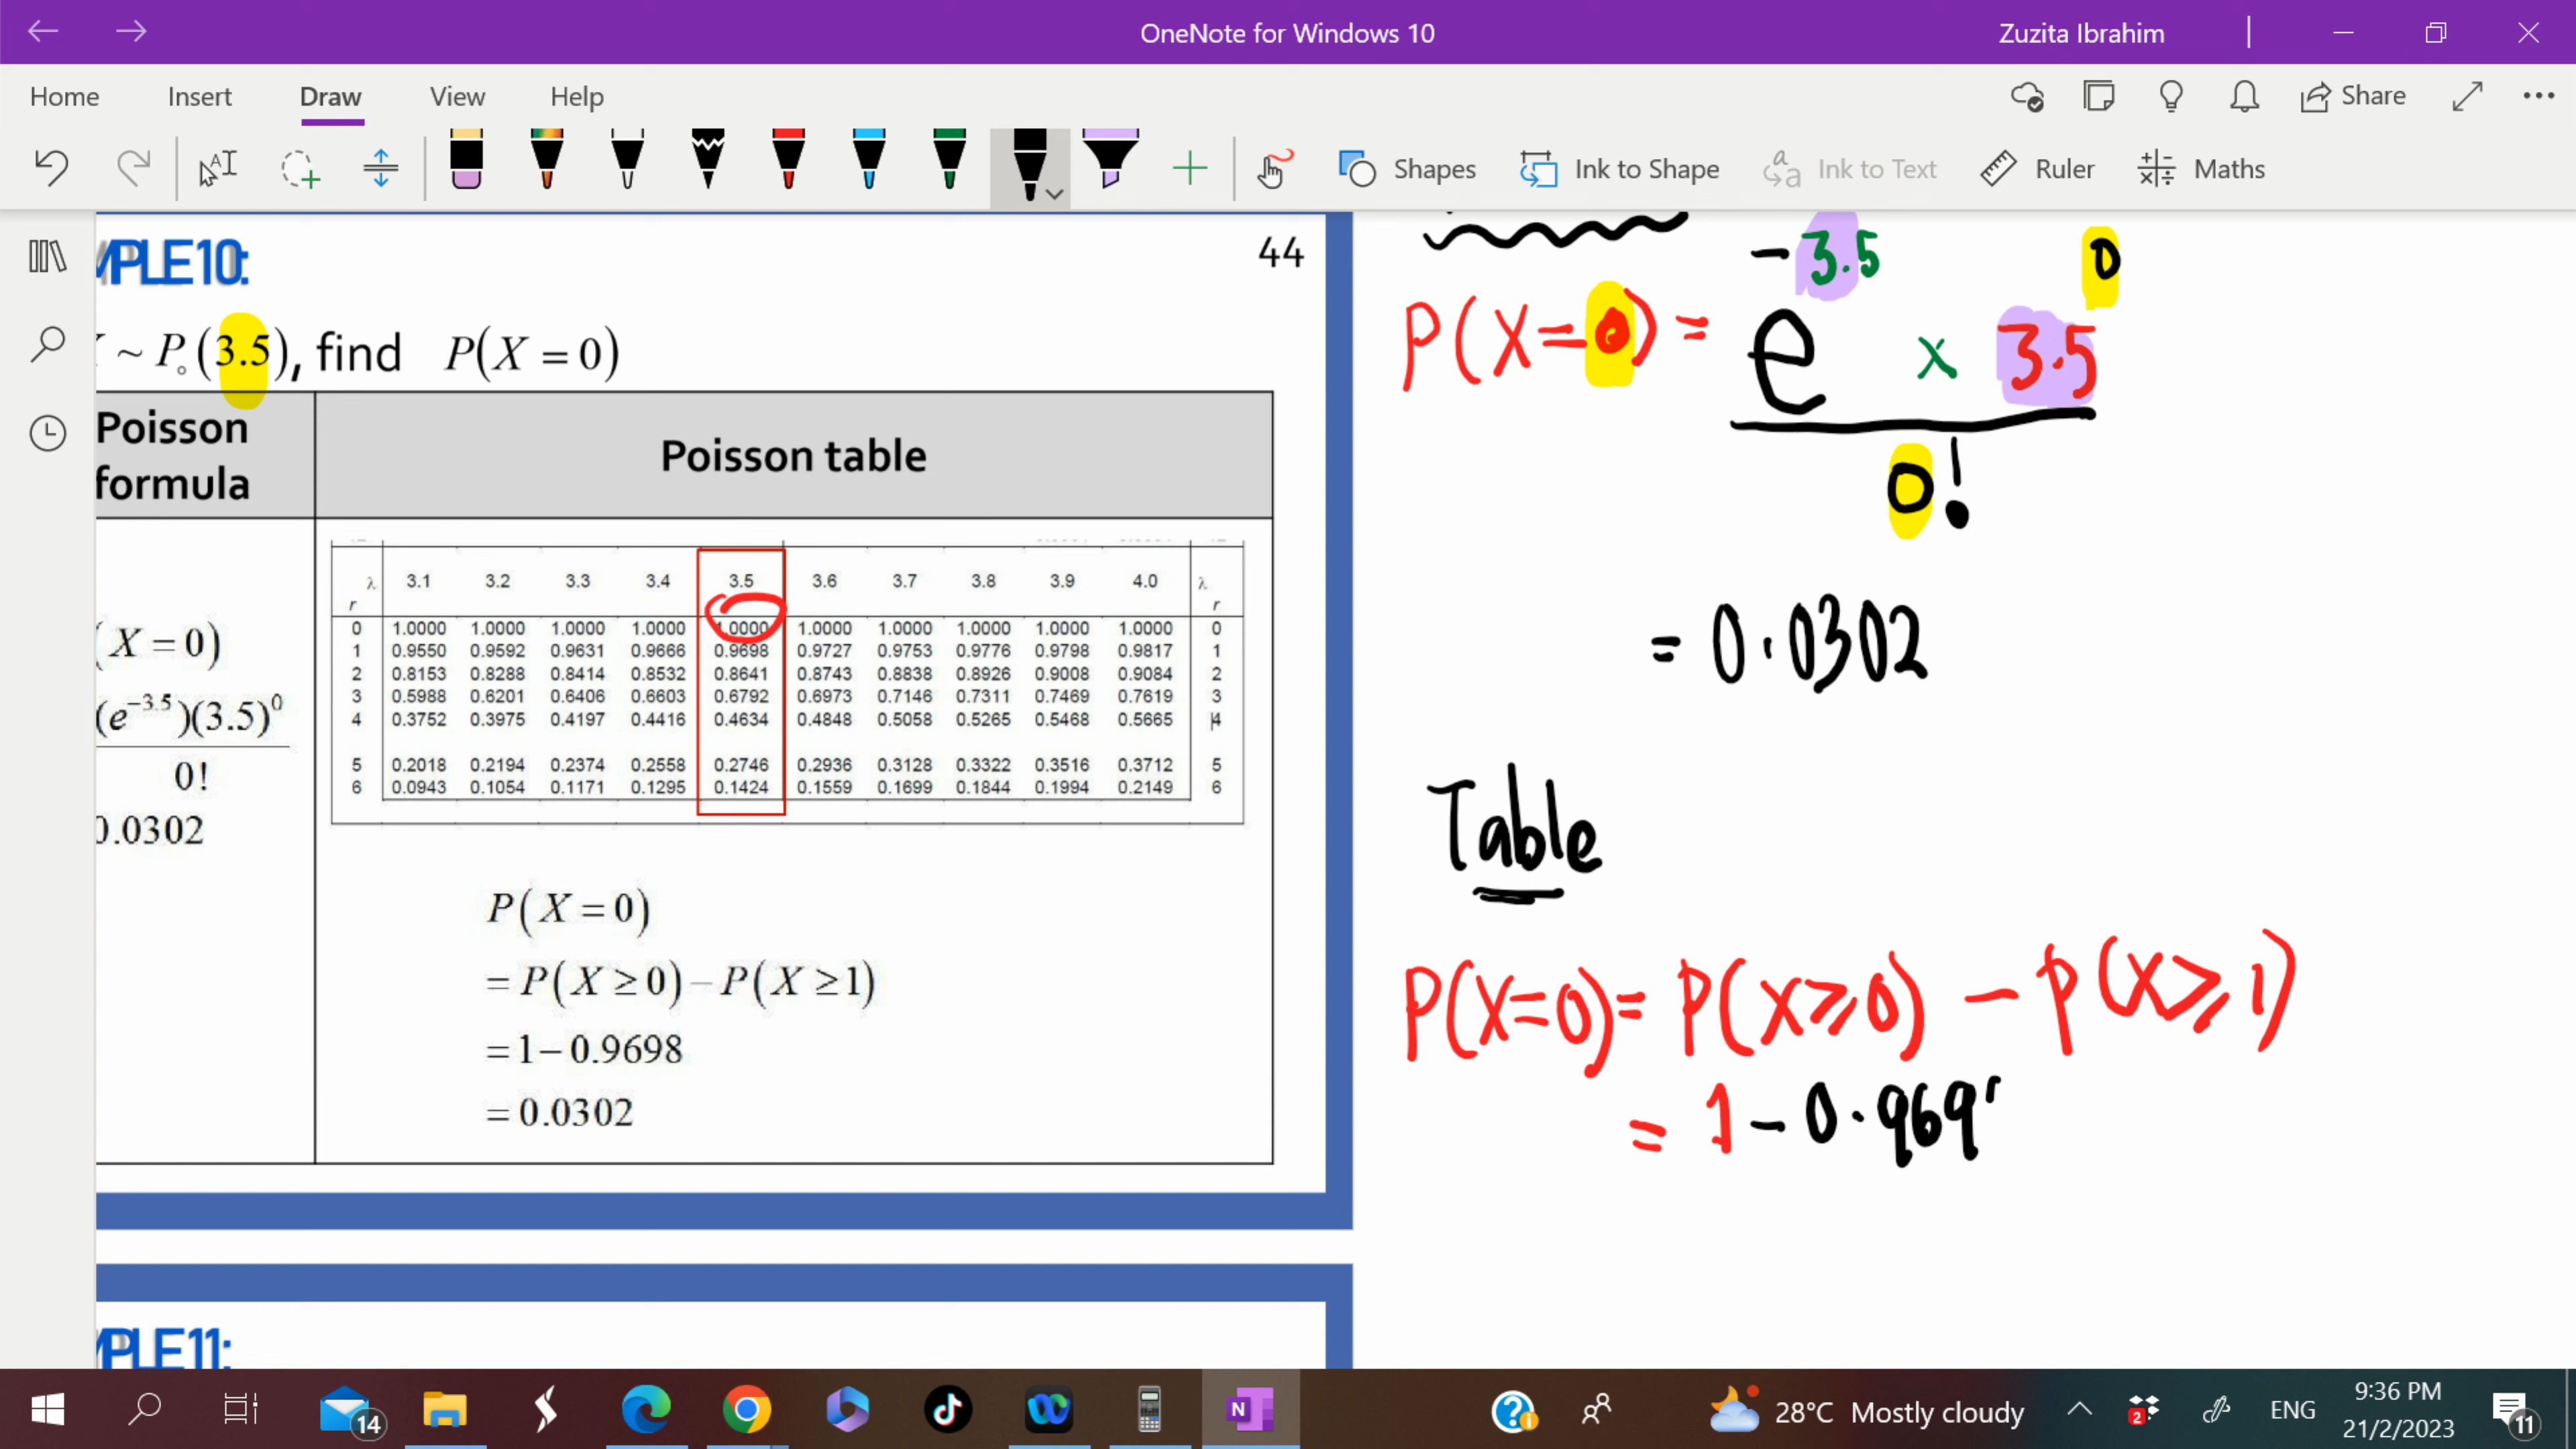 OneNote for Windows 10
Zuzita Ibrahim
Home Insert Draw View Help
Share
Shapes Ink to Shape Ink to Text Ruler Maths
MPLE 10:
44
~ P₀(3.5), find P(X = 0)
Poisson formula
Poisson table
(X = 0)
(e^{-3.5})(3.5)^0
0!
0.0302
λ 3.1 3.2 3.3 3.4 3.5 3.6 3.7 3.8 3.9 4.0 λ
r r
0 1.0000 1.0000 1.0000 1.0000 1.0000 1.0000 1.0000 1.0000 1.0000 1.0000 0
1 0.9550 0.9592 0.9631 0.9666 0.9698 0.9727 0.9753 0.9776 0.9798 0.9817 1
2 0.8153 0.8288 0.8414 0.8532 0.8641 0.8743 0.8838 0.8926 0.9008 0.9084 2
3 0.5988 0.6201 0.6406 0.6603 0.6792 0.6973 0.7146 0.7311 0.7469 0.7619 3
4 0.3752 0.3975 0.4197 0.4416 0.4634 0.4848 0.5058 0.5265 0.5468 0.5665 4
5 0.2018 0.2194 0.2374 0.2558 0.2746 0.2936 0.3128 0.3322 0.3516 0.3712 5
6 0.0943 0.1054 0.1171 0.1295 0.1424 0.1559 0.1699 0.1844 0.1994 0.2149 6
P(X = 0)
= P(X ≥ 0) – P(X ≥ 1)
= 1 – 0.9698
= 0.0302
P(X=0) = e^{-3.5} x 3.5^0
0!
= 0.0302
Table
P(X=0) = P(X≥0) - P(X≥1)
= 1 - 0.969
MPLE 11:
14
28°C Mostly cloudy
2
ENG
9:36 PM
21/2/2023
11